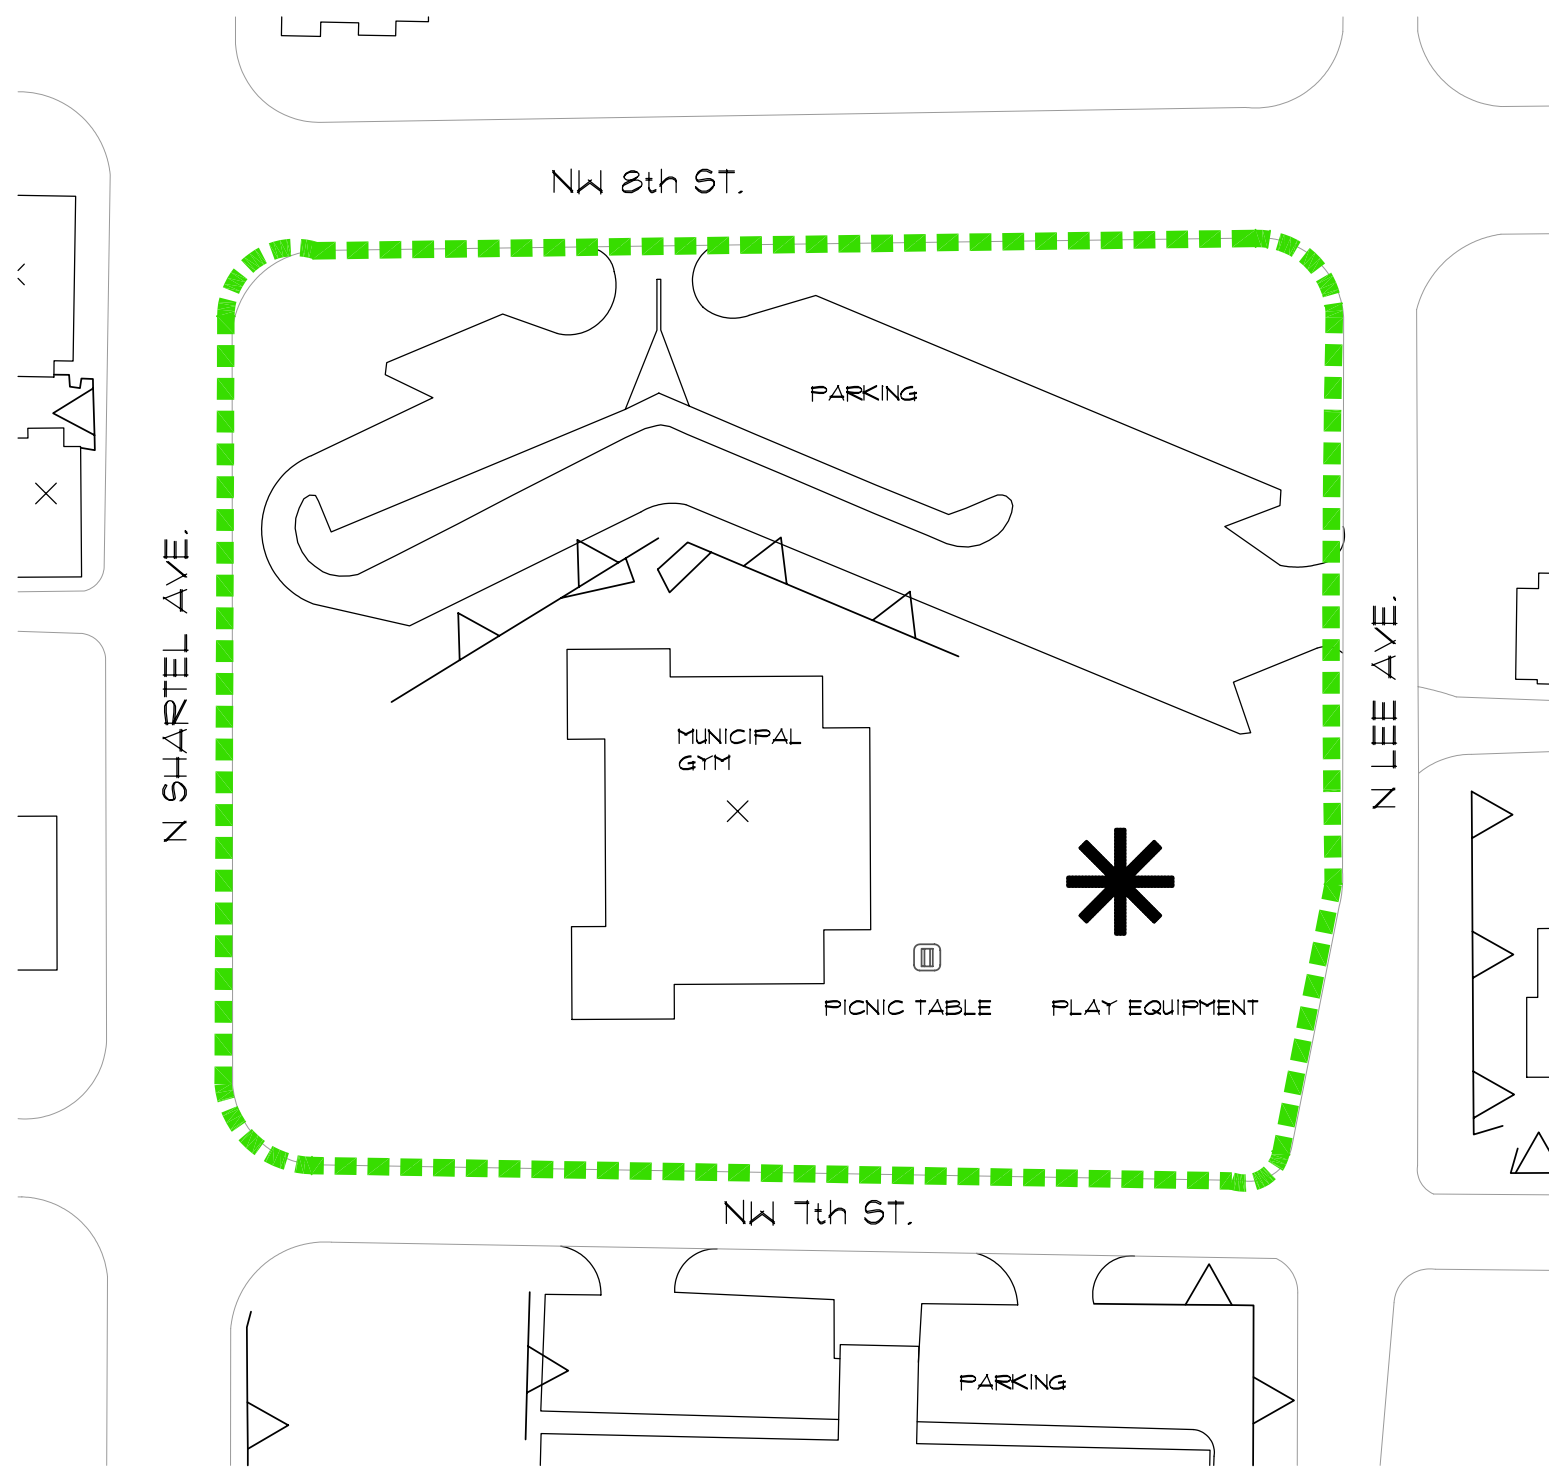 NW 8th ST.
PARKING
N SHARTEL AVE.
N LEE AVE.
MUNICIPAL
GYM
PICNIC TABLE
PLAY EQUIPMENT
NW 7th ST.
PARKING